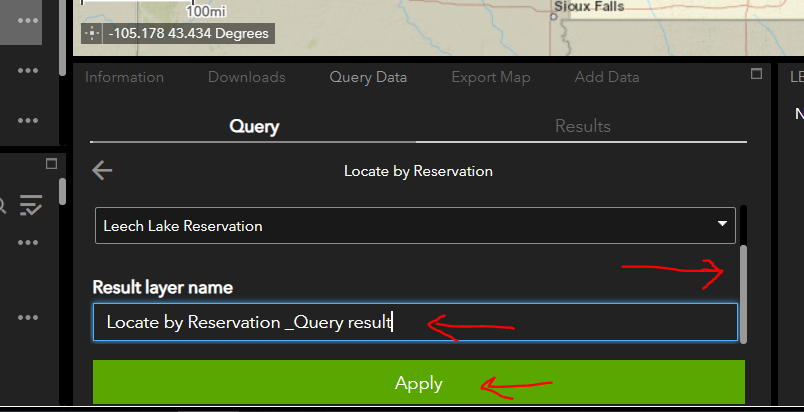 Sioux Falls
100mi
-105.178 43.434 Degrees
Information Downloads Query Data Export Map Add Data
LE
Query Results
N
Locate by Reservation
Leech Lake Reservation
Result layer name
Locate by Reservation _Query result
Apply